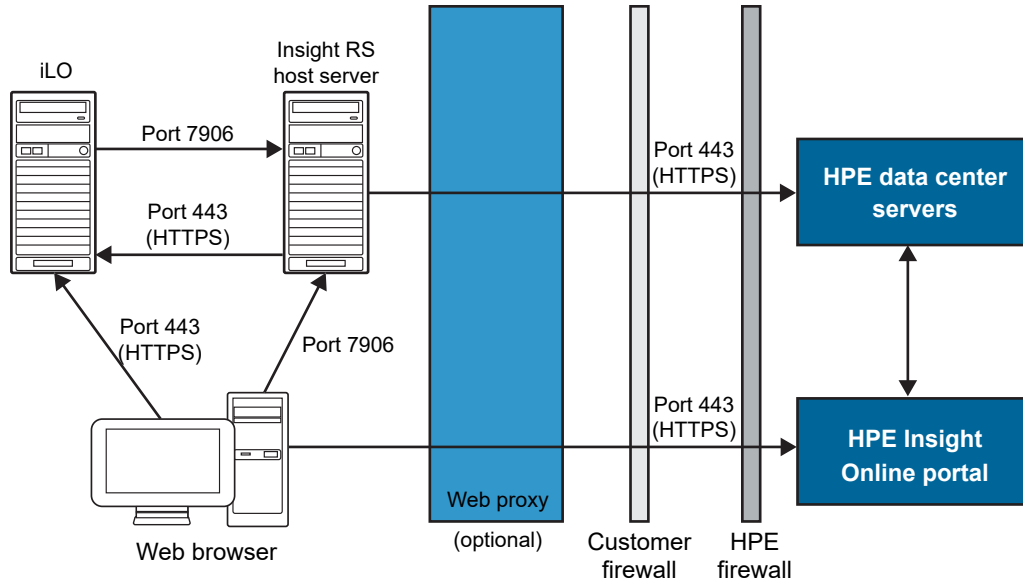 iLO
Insight RS
host server
Port 7906
Port 443
(HTTPS)
Port 443
(HTTPS)
HPE data center
servers
Port 443
(HTTPS)
Port 7906
Port 443
(HTTPS)
HPE Insight
Online portal
Web browser
Web proxy
(optional)
Customer
firewall
HPE
firewall